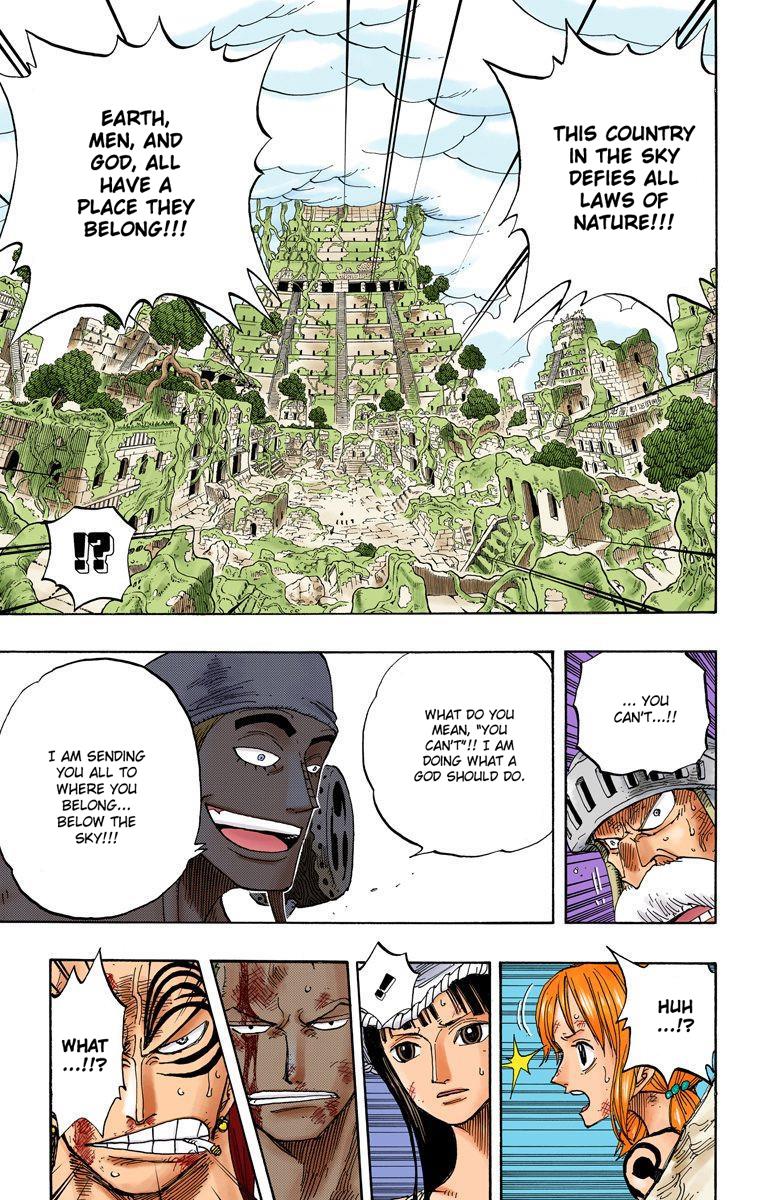 THIS COUNTRY
IN THE SKY
DEFIES ALL
LAWS OF
NATURE!!!
EARTH,
MEN, AND
GOD, ALL
HAVE A
PLACE THEY
BELONG!!!
!?
... YOU
CAN'T...!!
WHAT DO YOU
MEAN, "YOU
CAN'T"!! I AM
DOING WHAT A
GOD SHOULD DO.
I AM SENDING
YOU ALL TO
WHERE YOU
BELONG...
BELOW THE
SKY!!!
HUH
...!?
!
WHAT
...!!?